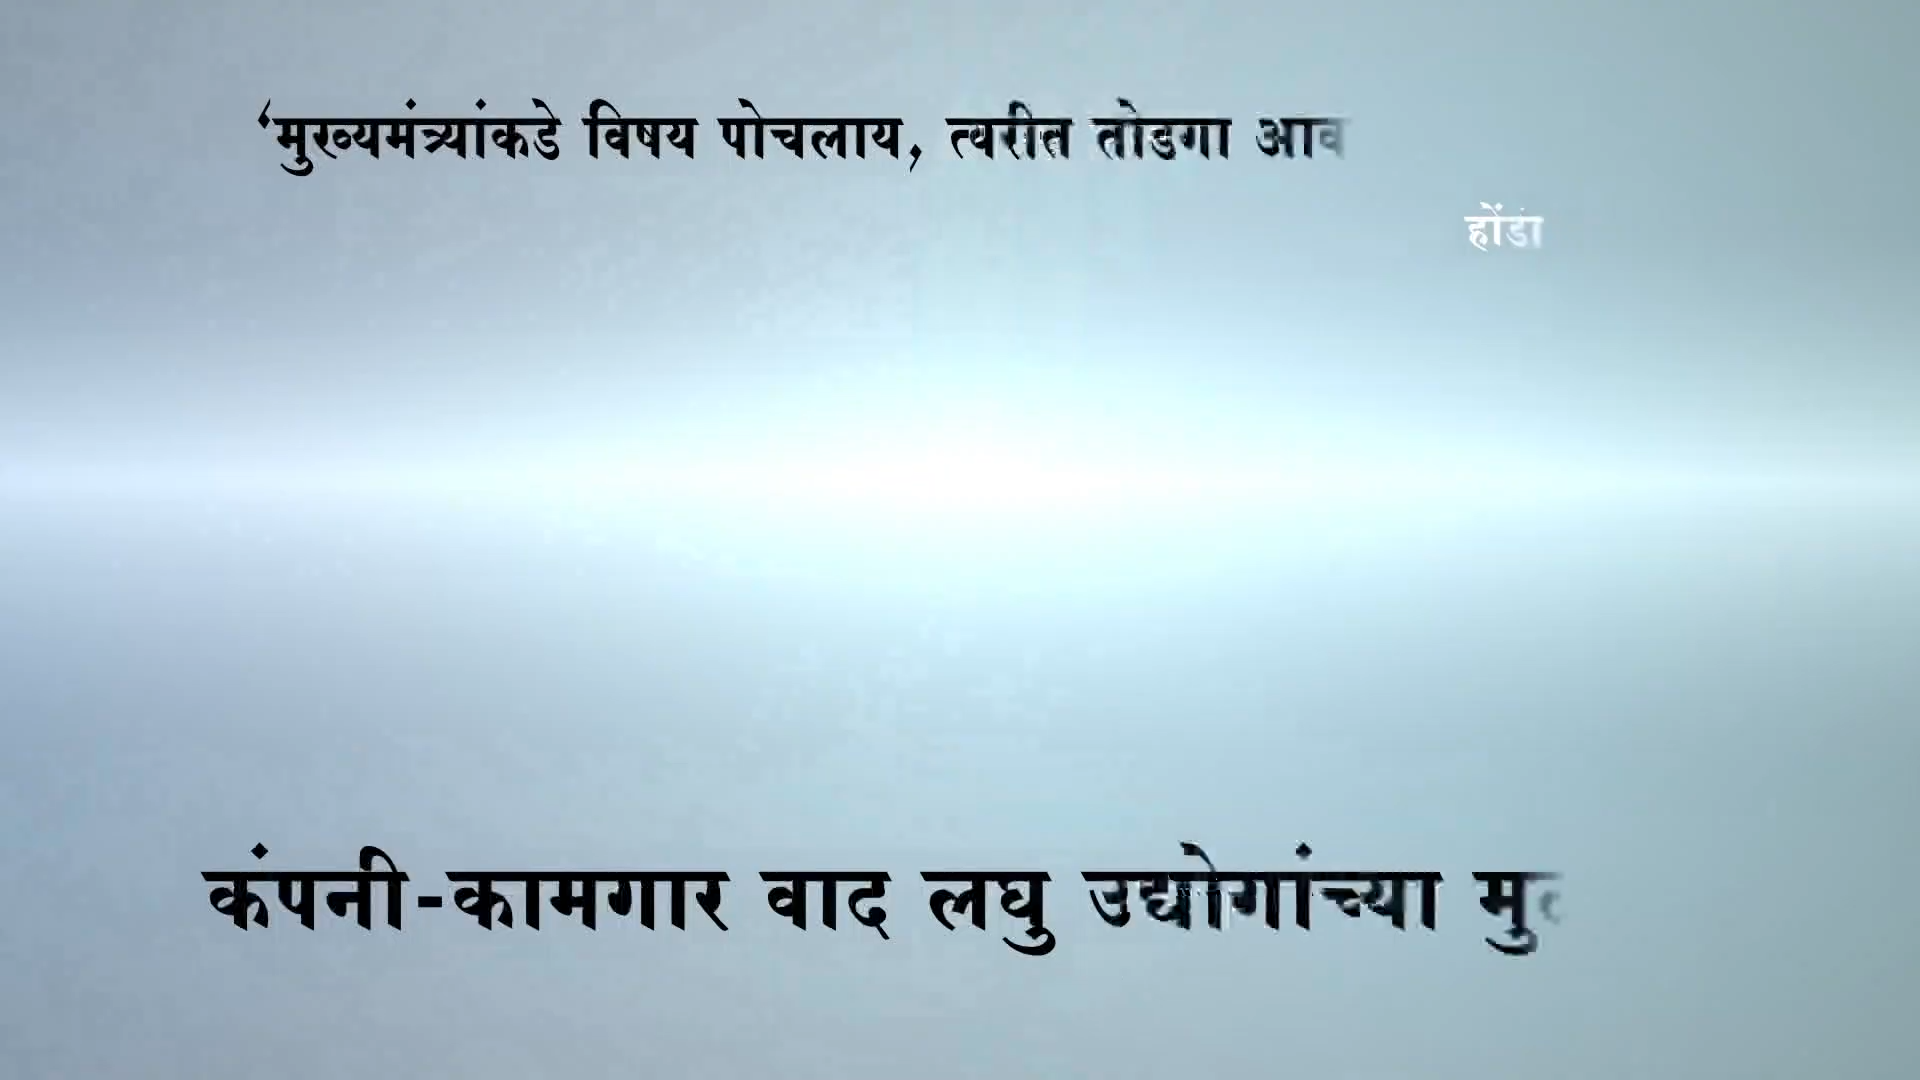 ‘मुख्यमंत्र्यांकडे विषय पोचलाय, त्वरीत तोडगा
होंडा
कंपनी-कामगार वाद लघु उद्योगांच्या